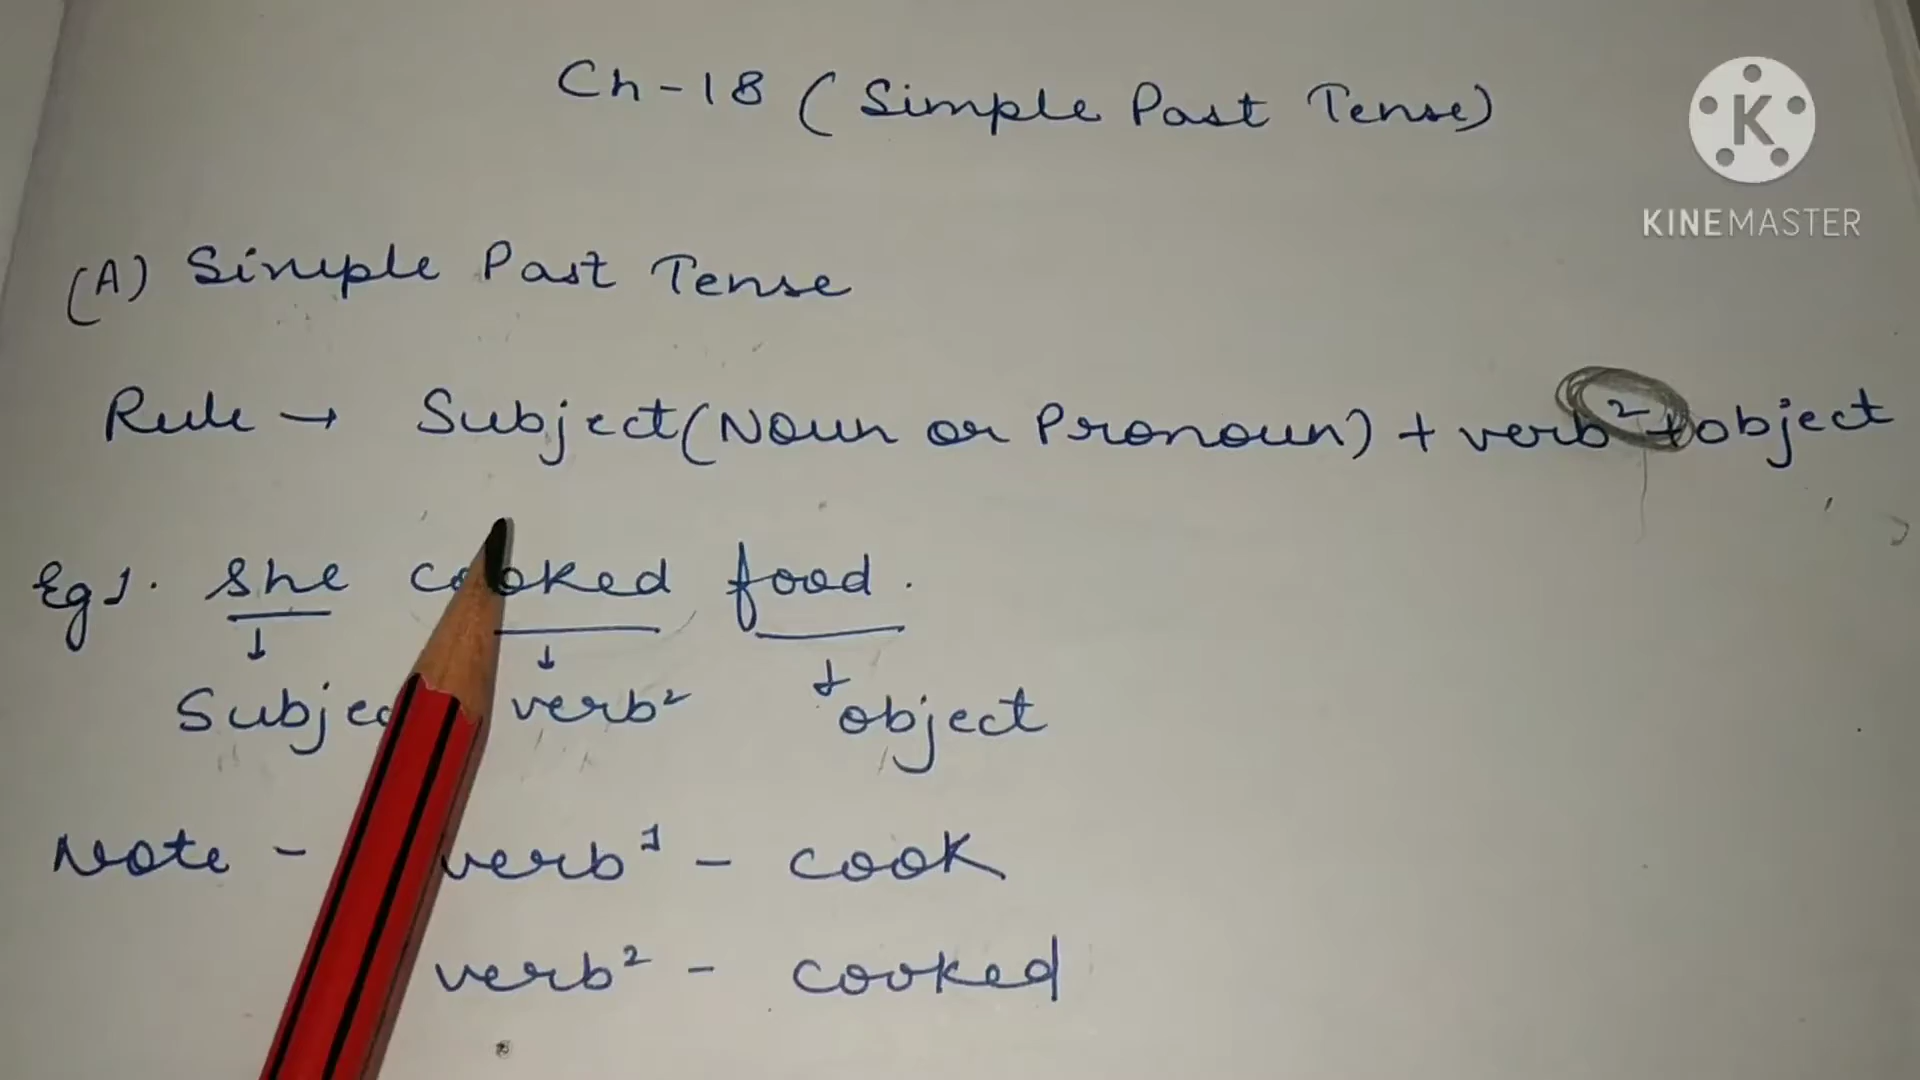 Ch-18 (Simple Past Tense)
K
KINEMASTER
(A) Simple Past Tense
Rule → Subject (Noun or Pronoun) + verb² + object
Eg 1. She cooked food.
↓ ↓ ↓
Subjec verb² object
Note - verb¹ - cook
verb² - cooked